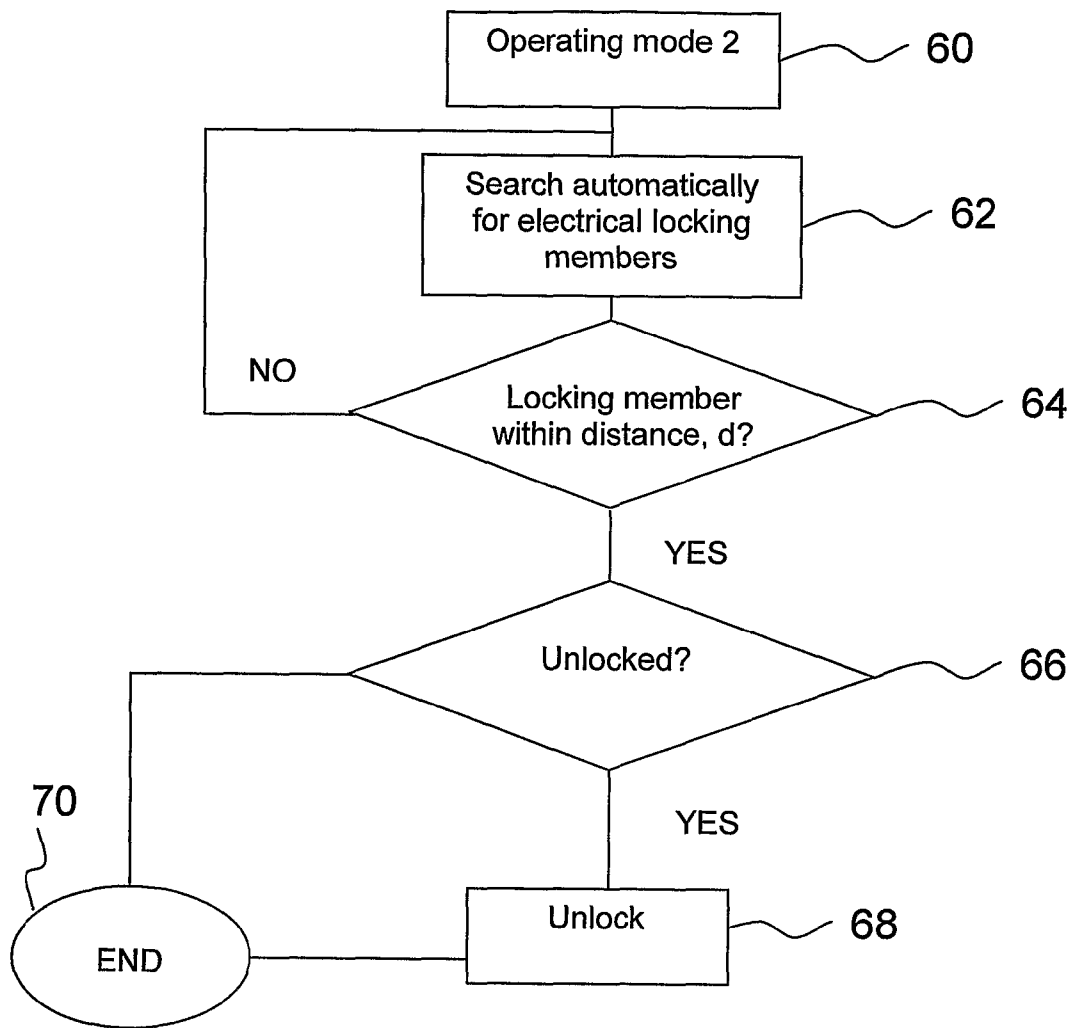 Operating mode 2
60
Search automatically
for electrical locking
members
62
NO
Locking member
within distance, d?
64
YES
Unlocked?
66
70
YES
Unlock
68
END